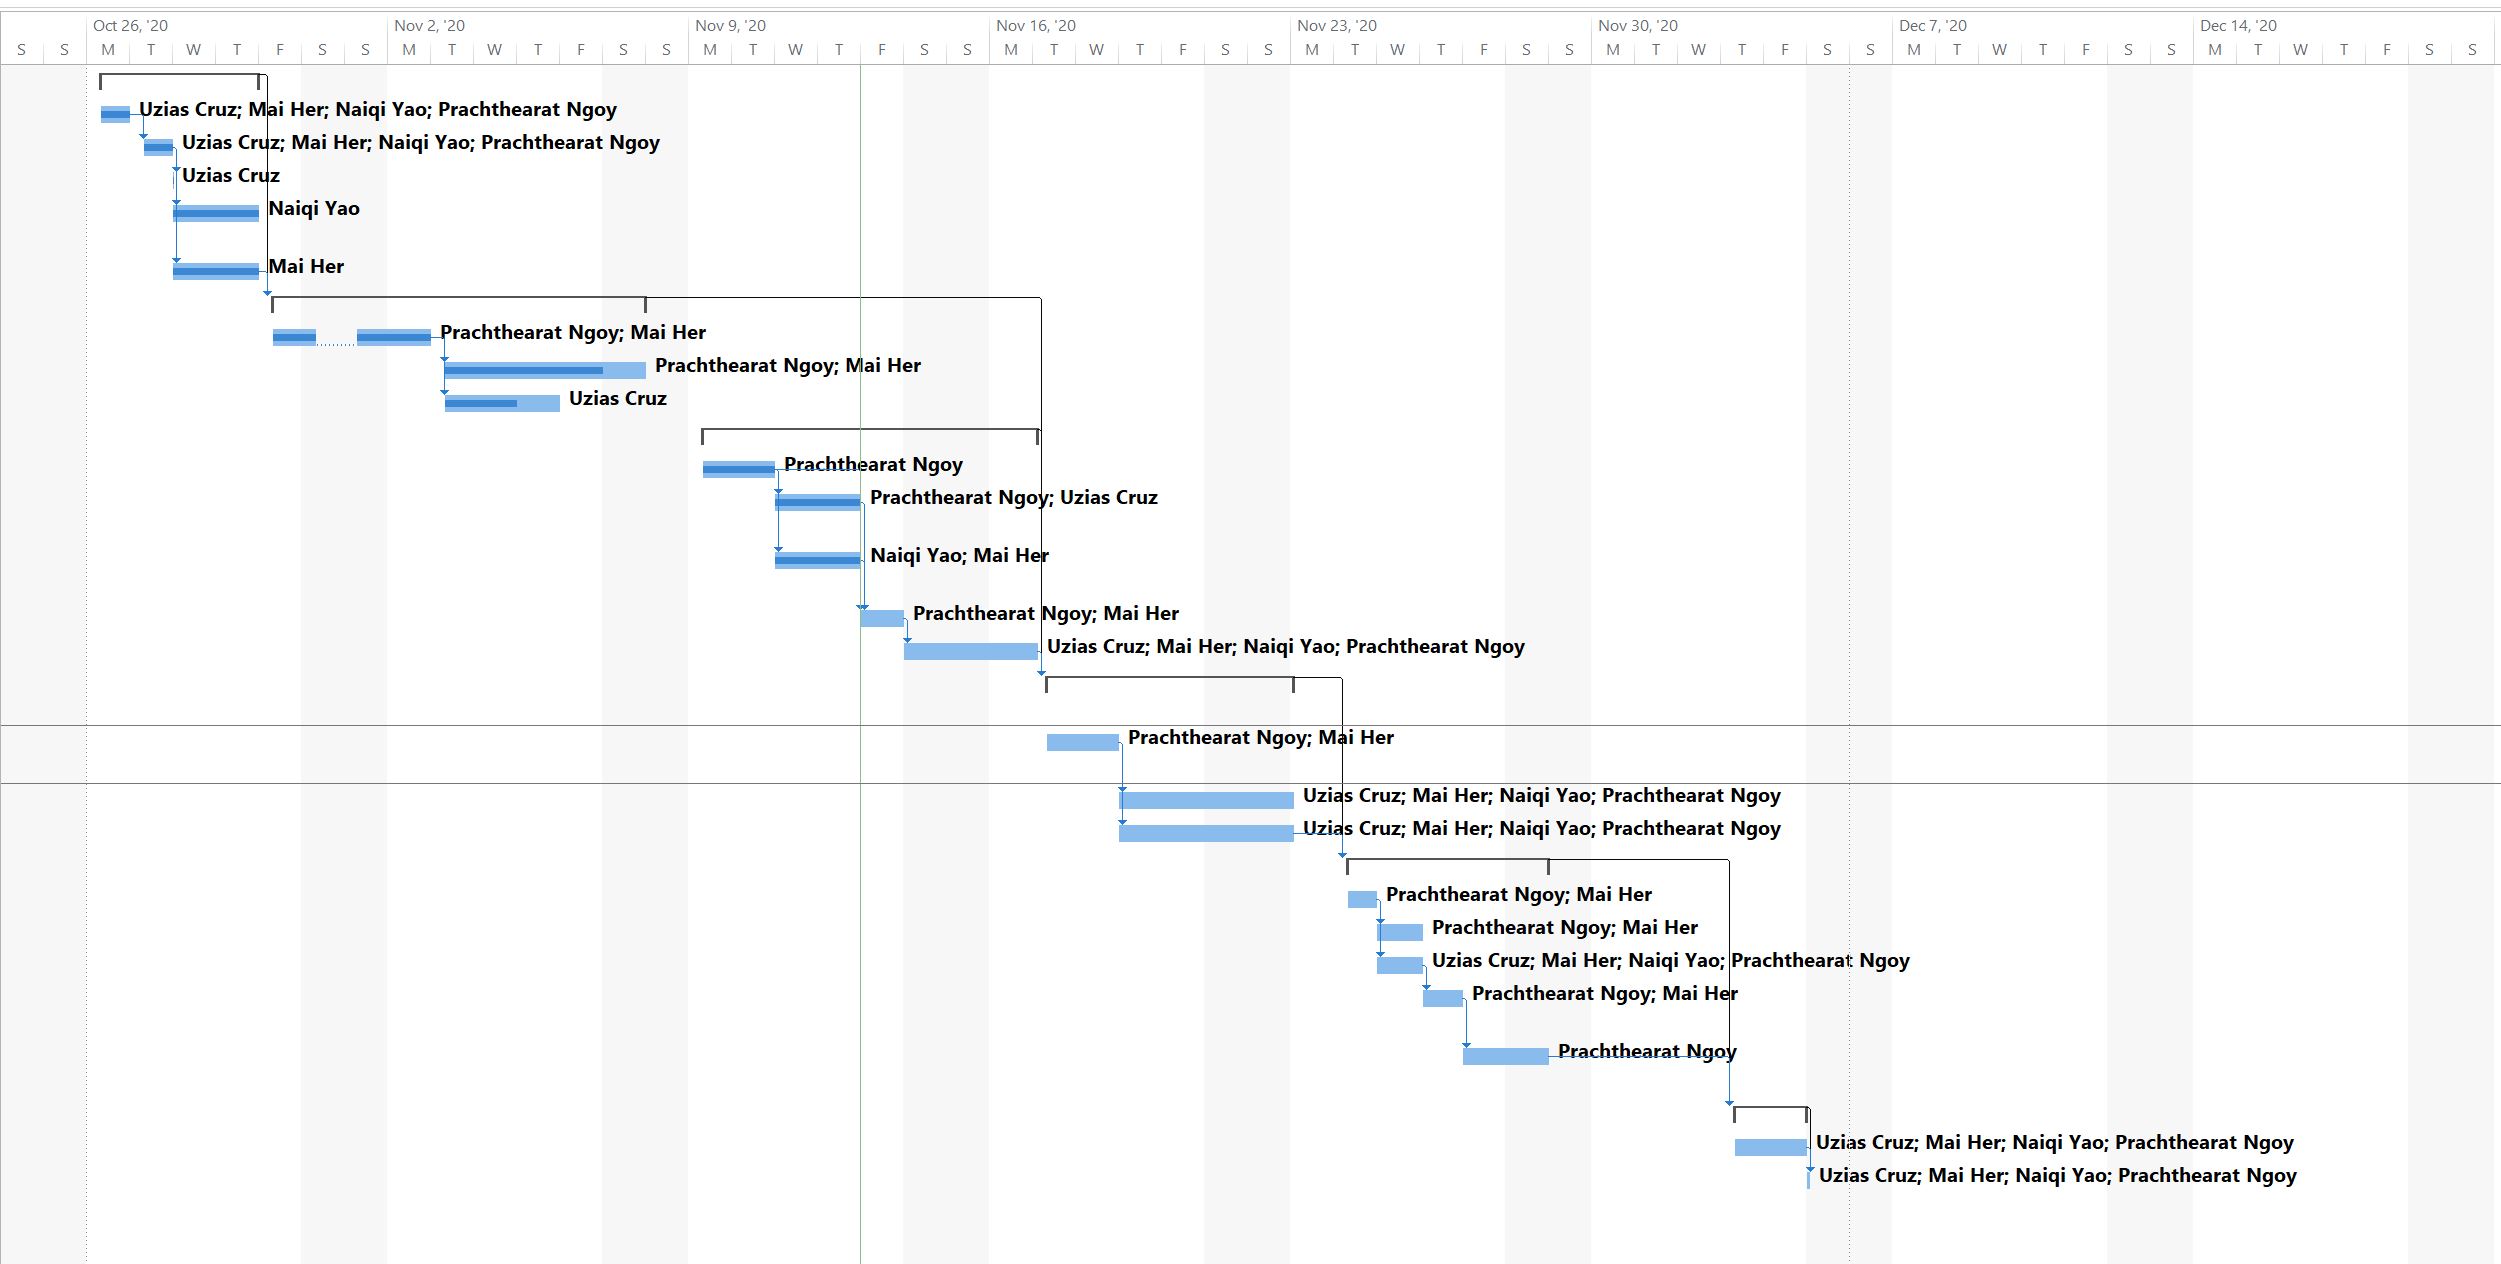 Oct 26, '20 Nov 2, '20 Nov 9, '20 Nov 16, '20 Nov 23, '20 Nov 30, '20 Dec 7, '20 Dec 14, '20
S S M T W T F S S M T W T F S S M T W T F S S M T W T F S S M T W T F S S M T W T F S S M T W T F S S M T W T F S S
Uzias Cruz; Mai Her; Naiqi Yao; Prachthearat Ngoy
Uzias Cruz; Mai Her; Naiqi Yao; Prachthearat Ngoy
Uzias Cruz
Naiqi Yao
Mai Her
Prachthearat Ngoy; Mai Her
Prachthearat Ngoy; Mai Her
Uzias Cruz
Prachthearat Ngoy
Prachthearat Ngoy; Uzias Cruz
Naiqi Yao; Mai Her
Prachthearat Ngoy; Mai Her
Uzias Cruz; Mai Her; Naiqi Yao; Prachthearat Ngoy
Prachthearat Ngoy; Mai Her
Uzias Cruz; Mai Her; Naiqi Yao; Prachthearat Ngoy
Uzias Cruz; Mai Her; Naiqi Yao; Prachthearat Ngoy
Prachthearat Ngoy; Mai Her
Prachthearat Ngoy; Mai Her
Uzias Cruz; Mai Her; Naiqi Yao; Prachthearat Ngoy
Prachthearat Ngoy; Mai Her
Prachthearat Ngoy
Uzias Cruz; Mai Her; Naiqi Yao; Prachthearat Ngoy
Uzias Cruz; Mai Her; Naiqi Yao; Prachthearat Ngoy